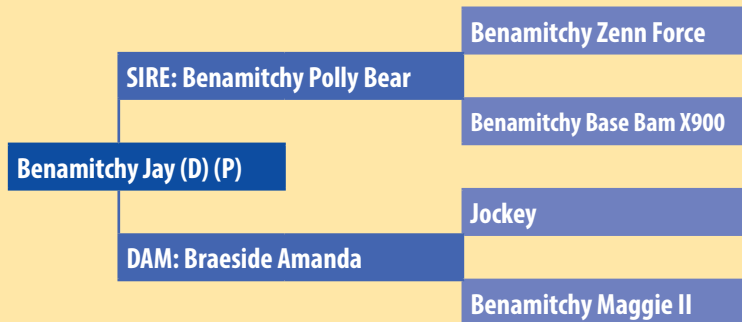 Benamitchy Zenn Force
SIRE: Benamitchy Polly Bear
Benamitchy Base Bam X900
Benamitchy Jay (D) (P)
Jockey
DAM: Braeside Amanda
Benamitchy Maggie II